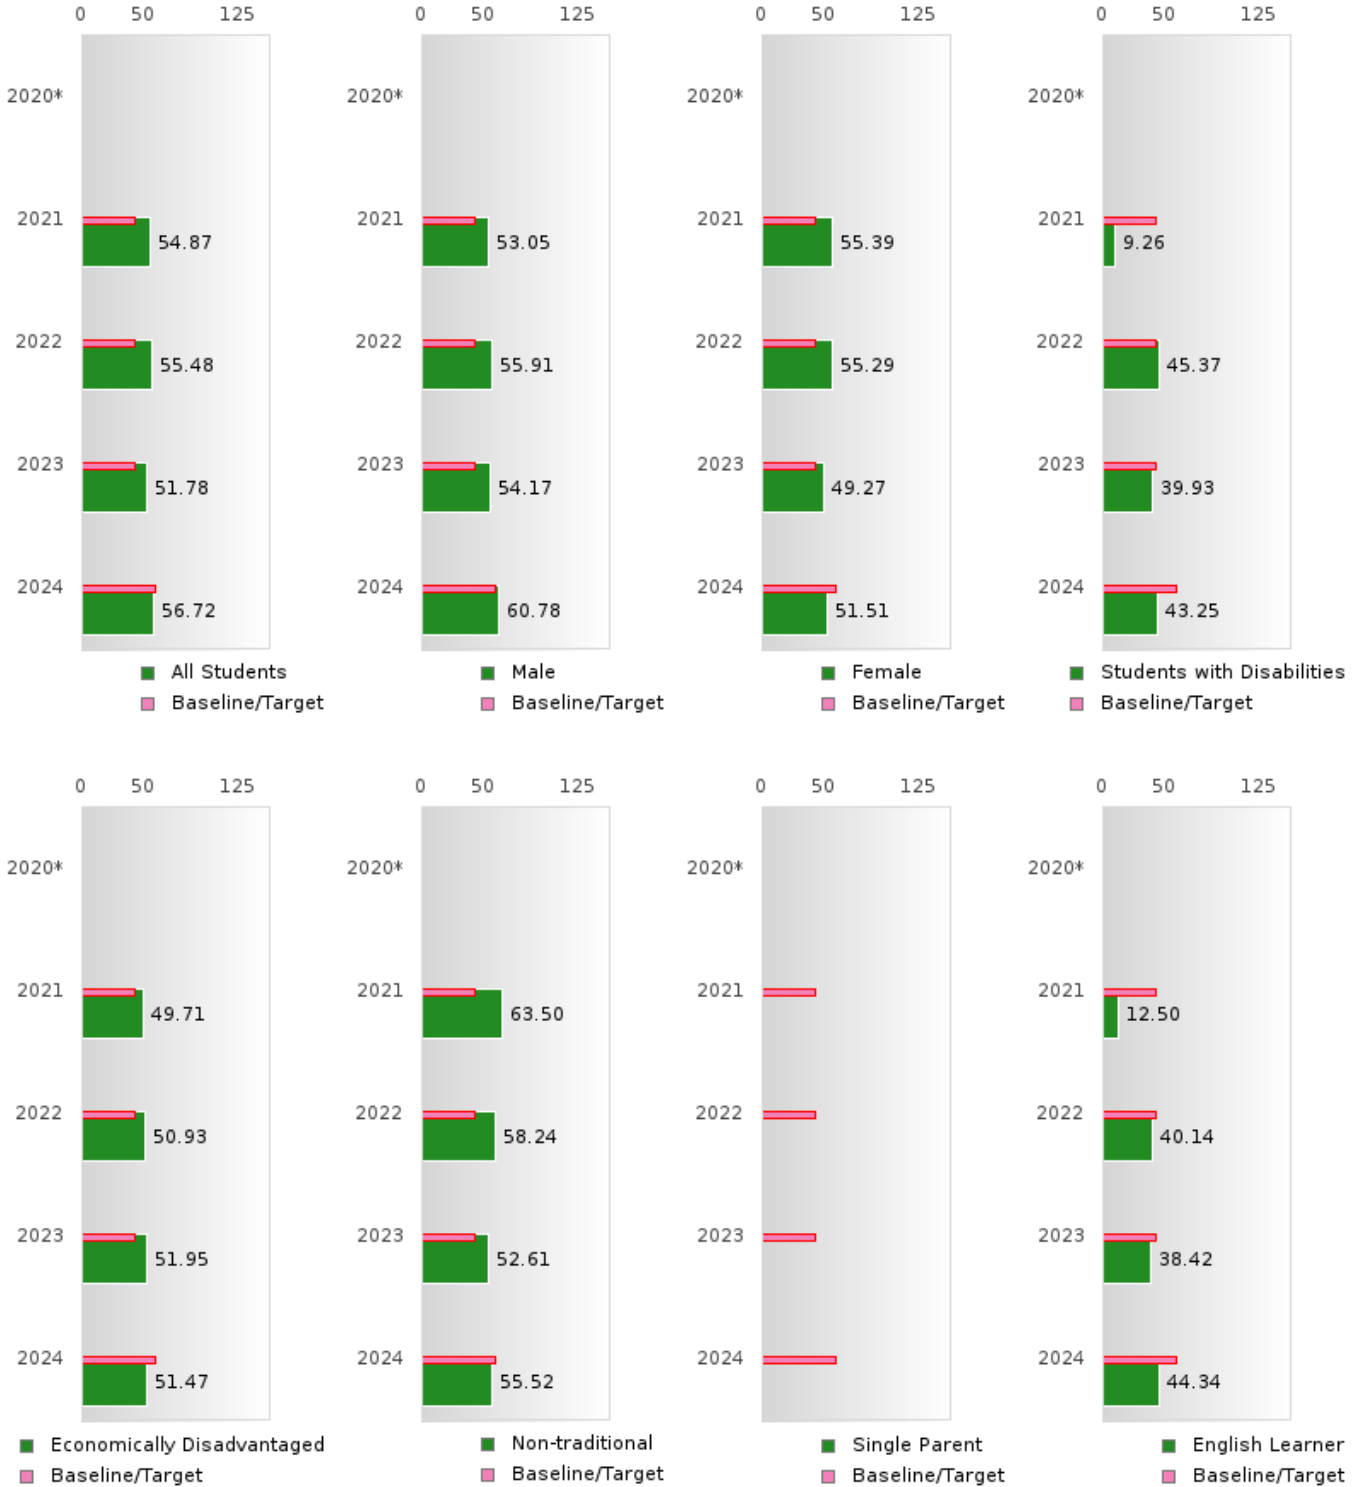 0 50 125
2020*
2021 54.87
2022 55.48
2023 51.78
2024 56.72
All Students
Baseline/Target
0 50 125
2020*
2021 53.05
2022 55.91
2023 54.17
2024 60.78
Male
Baseline/Target
0 50 125
2020*
2021 55.39
2022 55.29
2023 49.27
2024 51.51
Female
Baseline/Target
0 50 125
2020*
2021 9.26
2022 45.37
2023 39.93
2024 43.25
Students with Disabilities
Baseline/Target
0 50 125
2020*
2021 49.71
2022 50.93
2023 51.95
2024 51.47
Economically Disadvantaged
Baseline/Target
0 50 125
2020*
2021 63.50
2022 58.24
2023 52.61
2024 55.52
Non-traditional
Baseline/Target
0 50 125
2020*
2021
2022
2023
2024
Single Parent
Baseline/Target
0 50 125
2020*
2021 12.50
2022 40.14
2023 38.42
2024 44.34
English Learner
Baseline/Target